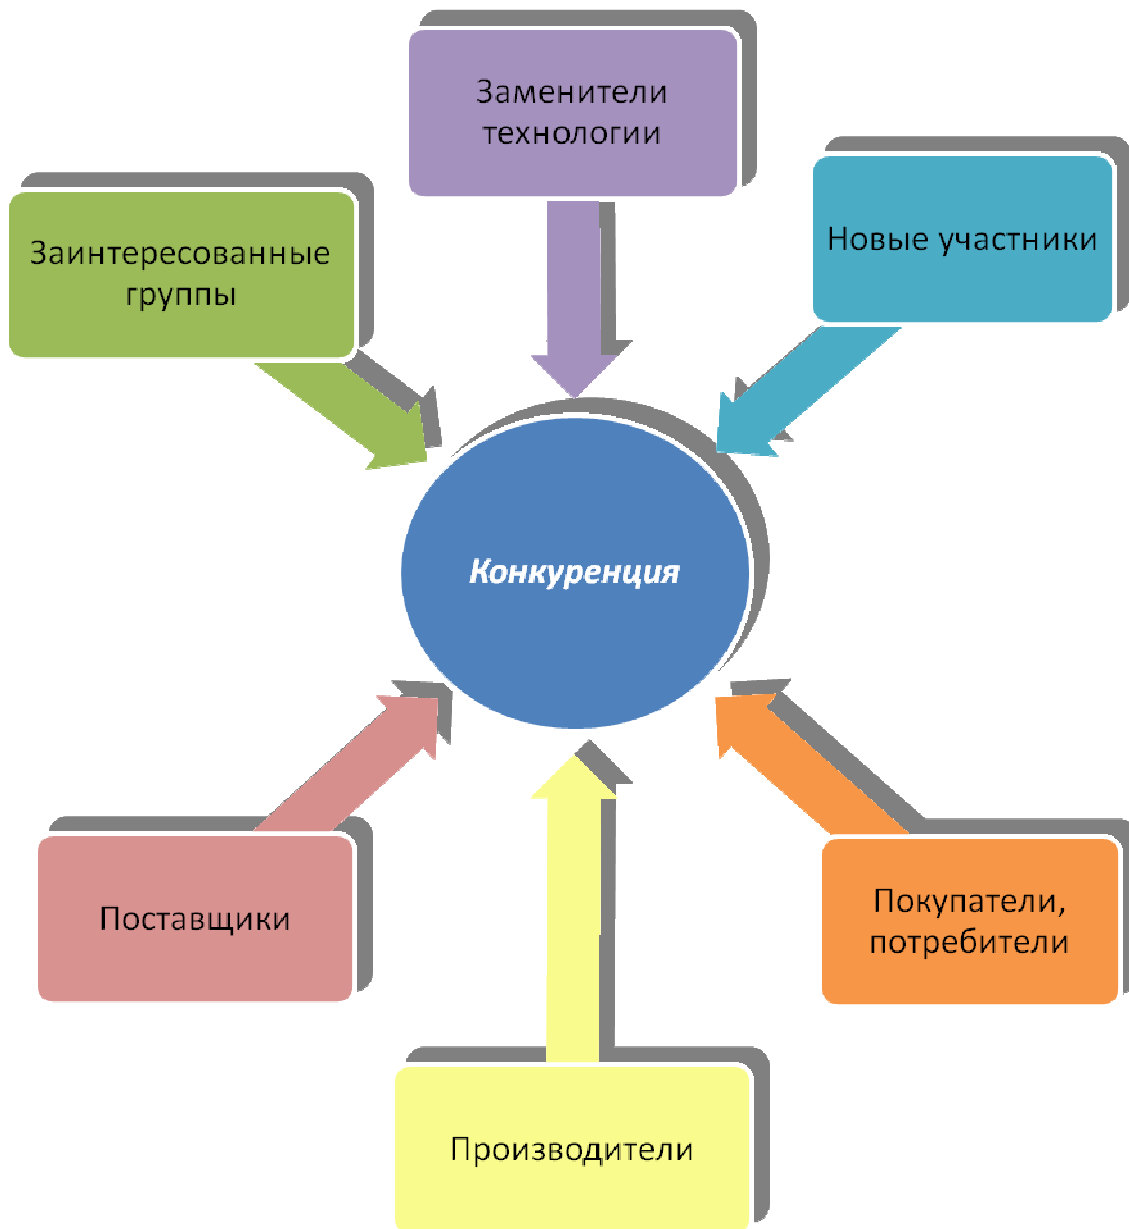 Заменители
технологии
Новые участники
Заинтересованные
группы
Конкуренция
Поставщики
Покупатели,
потребители
Производители